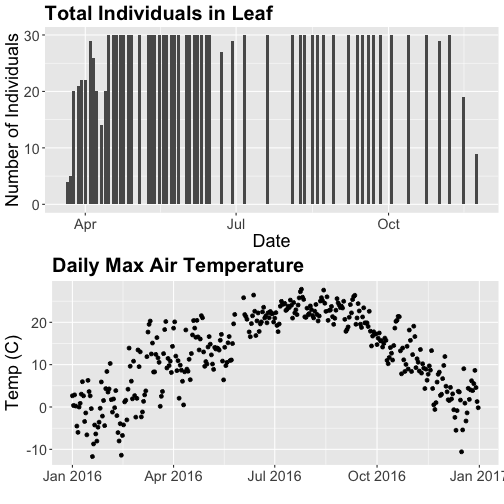 Total Individuals in Leaf
Number of Individuals
30
20
10
0
Apr
Jul
Oct
Date
Daily Max Air Temperature
Temp (C)
20
10
0
-10
Jan 2016
Apr 2016
Jul 2016
Oct 2016
Jan 2017